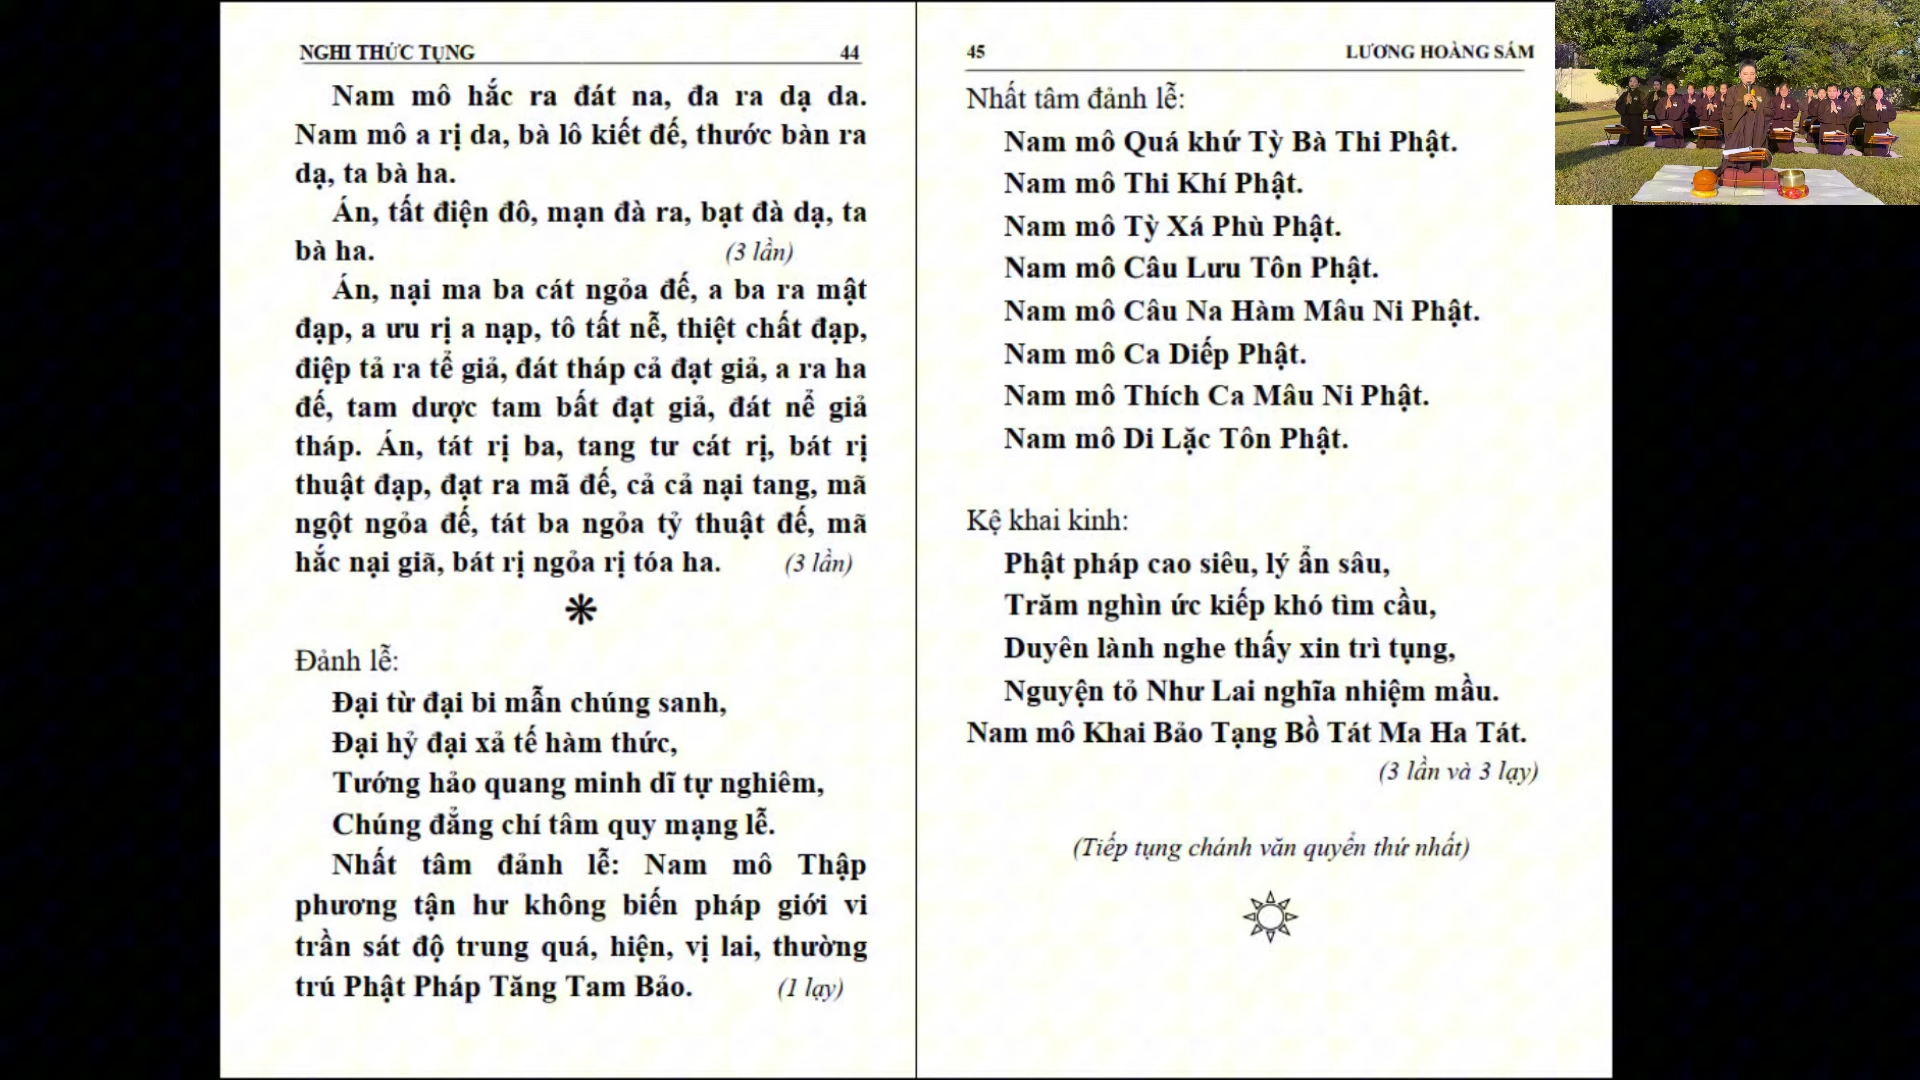 NGHI THỨC TỤNG 44
Nam mô hắc ra đát na, đa ra dạ da.
Nam mô a rị da, bà lô kiết đế, thước bàn ra
dạ, ta bà ha.
Án, tất điện đô, mạn đà ra, bạt đà dạ, ta
bà ha. (3 lần)
Án, nại ma ba cát ngỏa đế, a ba ra mật
đạp, a ưu rị a nạp, tô tất nễ, thiệt chất đạp,
điệp tả ra tể giả, đát tháp cả đạt giả, a ra ha
đế, tam dược tam bất đạt giả, đát nể giả
tháp. Án, tát rị ba, tang tư cát rị, bát rị
thuật đạp, đạt ra mã đế, cả cả nại tang, mã
ngột ngỏa đế, tát ba ngỏa tỷ thuật đế, mã
hắc nại giã, bát rị ngỏa rị tóa ha. (3 lần)
Đảnh lễ:
Đại từ đại bi mẫn chúng sanh,
Đại hỷ đại xả tế hàm thức,
Tướng hảo quang minh dĩ tự nghiêm,
Chúng đẳng chí tâm quy mạng lễ.
Nhất tâm đảnh lễ: Nam mô Thập
phương tận hư không biến pháp giới vi
trần sát độ trung quá, hiện, vị lai, thường
trú Phật Pháp Tăng Tam Bảo. (1 lạy)
45 LƯƠNG HOÀNG SÁM
Nhất tâm đảnh lễ:
Nam mô Quá khứ Tỳ Bà Thi Phật.
Nam mô Thi Khí Phật.
Nam mô Tỳ Xá Phù Phật.
Nam mô Câu Lưu Tôn Phật.
Nam mô Câu Na Hàm Mâu Ni Phật.
Nam mô Ca Diếp Phật.
Nam mô Thích Ca Mâu Ni Phật.
Nam mô Di Lặc Tôn Phật.
Kệ khai kinh:
Phật pháp cao siêu, lý ẩn sâu,
Trăm nghìn ức kiếp khó tìm cầu,
Duyên lành nghe thấy xin trì tụng,
Nguyện tỏ Như Lai nghĩa nhiệm mầu.
Nam mô Khai Bảo Tạng Bồ Tát Ma Ha Tát.
(3 lần và 3 lạy)
(Tiếp tụng chánh văn quyển thứ nhất)